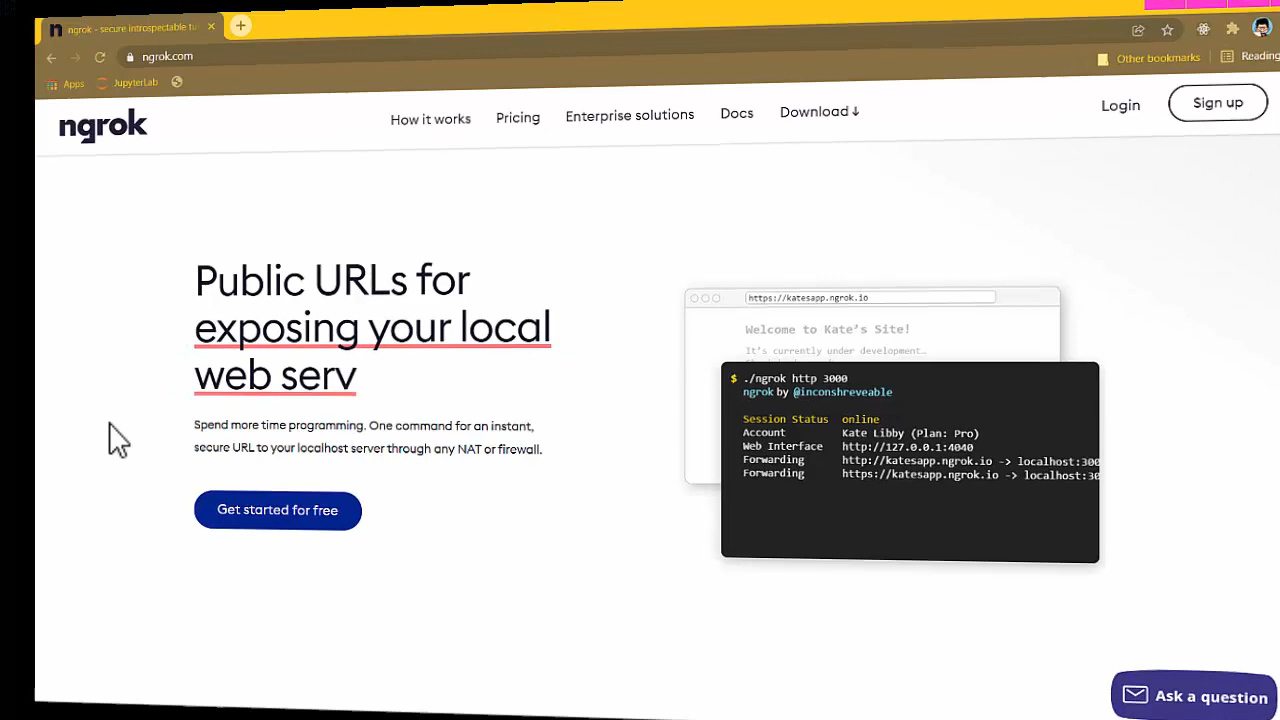 ngrok - secure introspectable tu
ngrok.com
Apps
JupyterLab
Other bookmarks
Reading
ngrok
How it works
Pricing
Enterprise solutions
Docs
Download ↓
Login
Sign up
Public URLs for
exposing your local
web serv
Spend more time programming. One command for an instant,
secure URL to your localhost server through any NAT or firewall.
Get started for free
https://katesapp.ngrok.io
Welcome to Kate's Site!
It's currently under development…
$ ./ngrok http 3000
ngrok by @inconshreveable
Session Status online
Account Kate Libby (Plan: Pro)
Web Interface http://127.0.0.1:4040
Forwarding http://katesapp.ngrok.io -> localhost:300
Forwarding https://katesapp.ngrok.io -> localhost:30
Ask a question